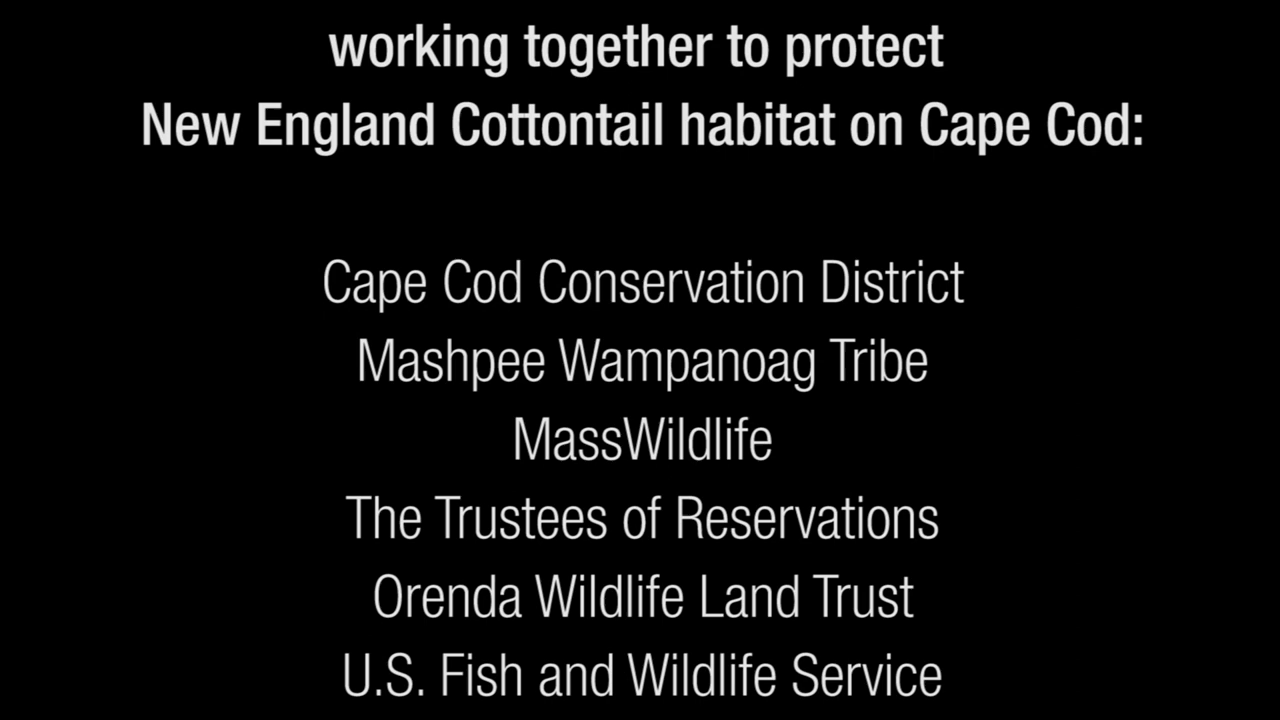 working together to protect
New England Cottontail habitat on Cape Cod:
Cape Cod Conservation District
Mashpee Wampanoag Tribe
MassWildlife
The Trustees of Reservations
Orenda Wildlife Land Trust
U.S. Fish and Wildlife Service